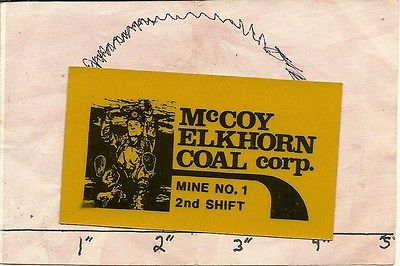 McCOY
ELKHORN
COAL corp.
MINE NO. 1
2nd SHIFT
1" 2" 3" 4" 5"